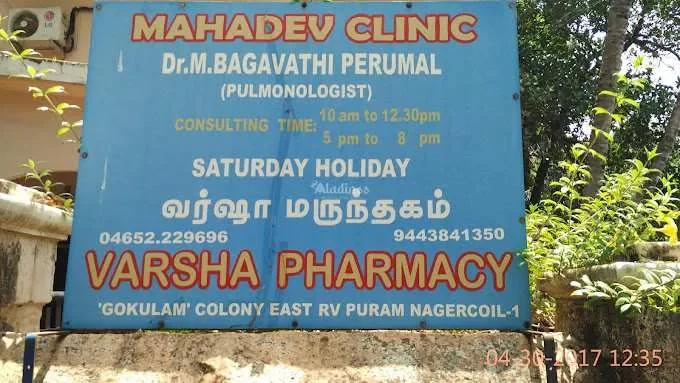 LG
MAHADEV CLINIC
Dr.M.BAGAVATHI PERUMAL
(PULMONOLOGIST)
CONSULTING TIME: 10 am to 12.30pm
5 pm to 8 pm
SATURDAY HOLIDAY
வர்ஷா மருந்தகம்
04652.229696 9443841350
VARSHA PHARMACY
'GOKULAM' COLONY EAST RV PURAM NAGERCOIL-1
04-30-2017 12:35